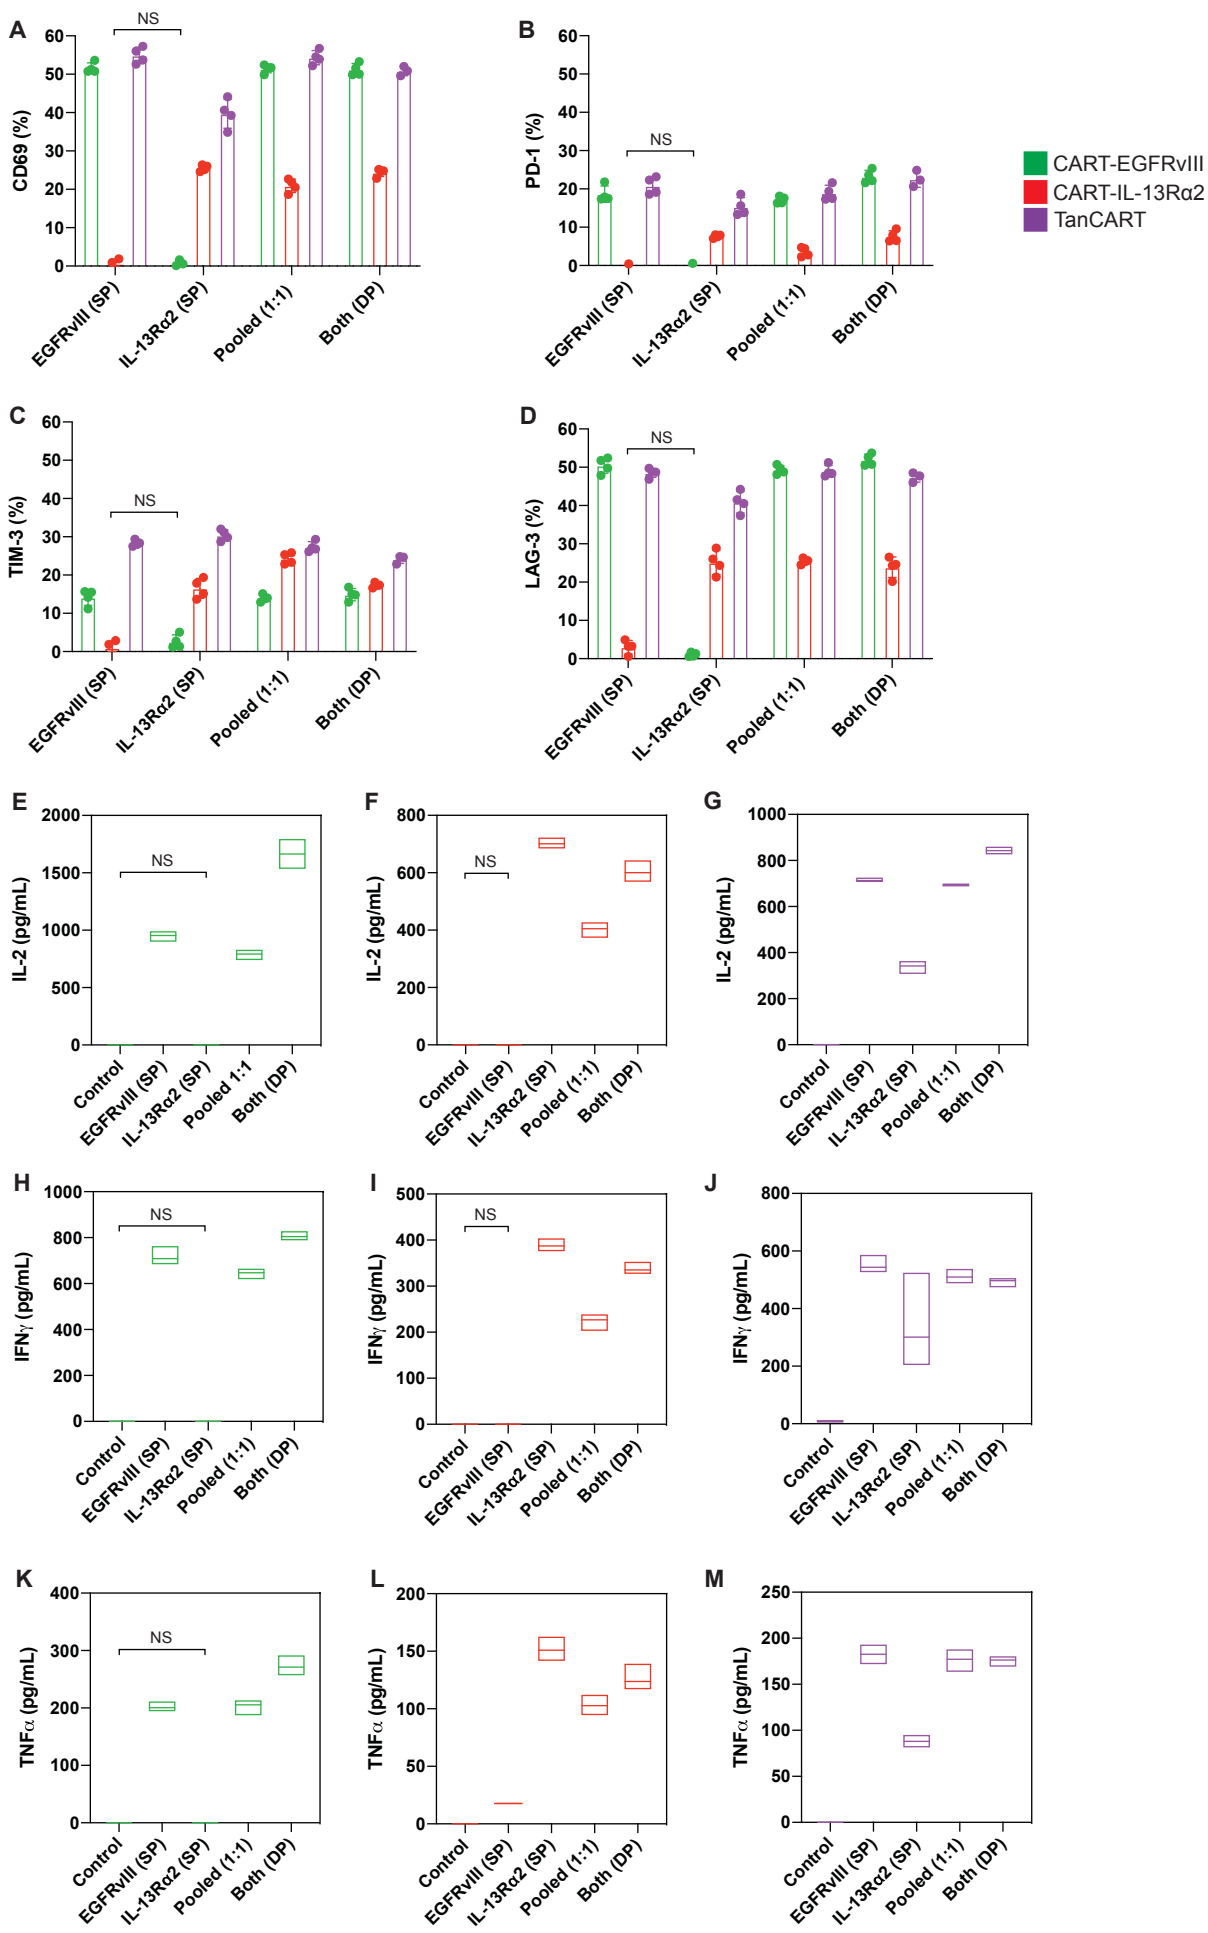 A
NS
CD69 (%)
60
50
40
30
20
10
0
EGFRvIII (SP)
IL-13Rα2 (SP)
Pooled (1:1)
Both (DP)
B
NS
PD-1 (%)
60
50
40
30
20
10
0
EGFRvIII (SP)
IL-13Rα2 (SP)
Pooled (1:1)
Both (DP)
CART-EGFRvIII
CART-IL-13Rα2
TanCART
C
NS
TIM-3 (%)
60
50
40
30
20
10
0
EGFRvIII (SP)
IL-13Rα2 (SP)
Pooled (1:1)
Both (DP)
D
NS
LAG-3 (%)
60
50
40
30
20
10
0
EGFRvIII (SP)
IL-13Rα2 (SP)
Pooled (1:1)
Both (DP)
E
NS
IL-2 (pg/mL)
2000
1500
1000
500
0
Control
EGFRvIII (SP)
IL-13Rα2 (SP)
Pooled 1:1
Both (DP)
F
NS
IL-2 (pg/mL)
800
600
400
200
0
Control
EGFRvIII (SP)
IL-13Rα2 (SP)
Pooled (1:1)
Both (DP)
G
IL-2 (pg/mL)
1000
800
600
400
200
0
Control
EGFRvIII (SP)
IL-13Rα2 (SP)
Pooled (1:1)
Both (DP)
H
NS
IFNγ (pg/mL)
1000
800
600
400
200
0
Control
EGFRvIII (SP)
IL-13Rα2 (SP)
Pooled (1:1)
Both (DP)
I
NS
IFNγ (pg/mL)
500
400
300
200
100
0
Control
EGFRvIII (SP)
IL-13Rα2 (SP)
Pooled (1:1)
Both (DP)
J
IFNγ (pg/mL)
800
600
400
200
0
Control
EGFRvIII (SP)
IL-13Rα2 (SP)
Pooled (1:1)
Both (DP)
K
NS
TNFα (pg/mL)
400
300
200
100
0
Control
EGFRvIII (SP)
IL-13Rα2 (SP)
Pooled (1:1)
Both (DP)
L
TNFα (pg/mL)
200
150
100
50
0
Control
EGFRvIII (SP)
IL-13Rα2 (SP)
Pooled (1:1)
Both (DP)
M
TNFα (pg/mL)
250
200
150
100
50
0
Control
EGFRvIII (SP)
IL-13Rα2 (SP)
Pooled (1:1)
Both (DP)